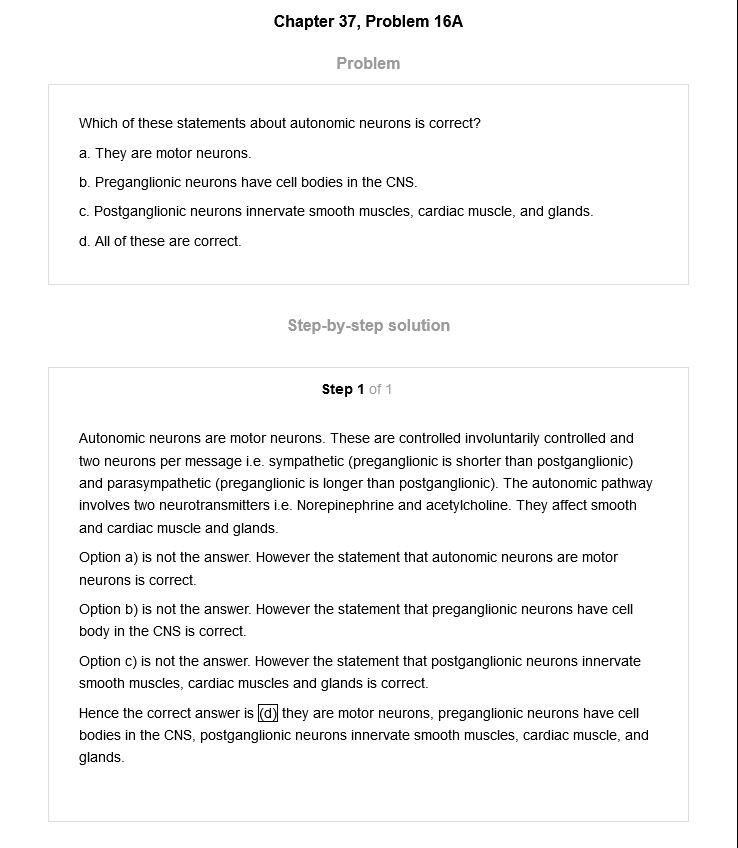 Chapter 37, Problem 16A
Problem
Which of these statements about autonomic neurons is correct?
a. They are motor neurons.
b. Preganglionic neurons have cell bodies in the CNS.
c. Postganglionic neurons innervate smooth muscles, cardiac muscle, and glands.
d. All of these are correct.
Step-by-step solution
Step 1 of 1
Autonomic neurons are motor neurons. These are controlled involuntarily controlled and
two neurons per message i.e. sympathetic (preganglionic is shorter than postganglionic)
and parasympathetic (preganglionic is longer than postganglionic). The autonomic pathway
involves two neurotransmitters i.e. Norepinephrine and acetylcholine. They affect smooth
and cardiac muscle and glands.
Option a) is not the answer. However the statement that autonomic neurons are motor
neurons is correct.
Option b) is not the answer. However the statement that preganglionic neurons have cell
body in the CNS is correct.
Option c) is not the answer. However the statement that postganglionic neurons innervate
smooth muscles, cardiac muscles and glands is correct.
Hence the correct answer is (d) they are motor neurons, preganglionic neurons have cell
bodies in the CNS, postganglionic neurons innervate smooth muscles, cardiac muscle, and
glands.